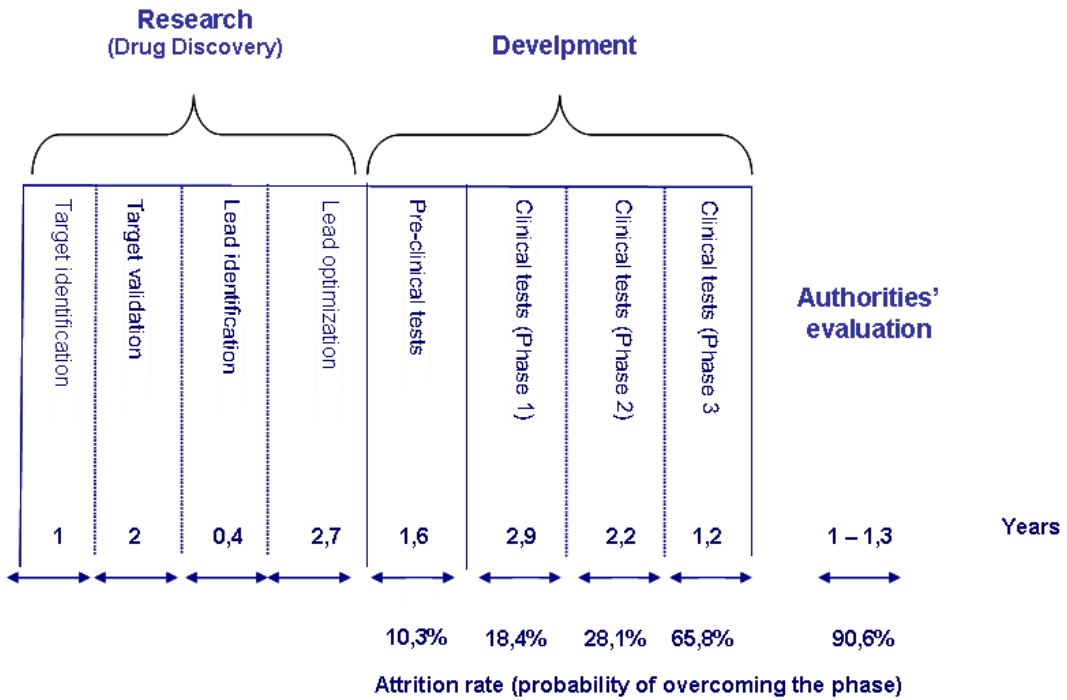 Research
(Drug Discovery)
Develpment
Target identification
Target validation
Lead identification
Lead optimization
Pre-clinical tests
Clinical tests (Phase 1)
Clinical tests (Phase 2)
Clinical tests (Phase 3
Authorities'
evaluation
1 2 0,4 2,7 1,6 2,9 2,2 1,2 1 – 1,3 Years
10,3% 18,4% 28,1% 65,8% 90,6%
Attrition rate (probability of overcoming the phase)